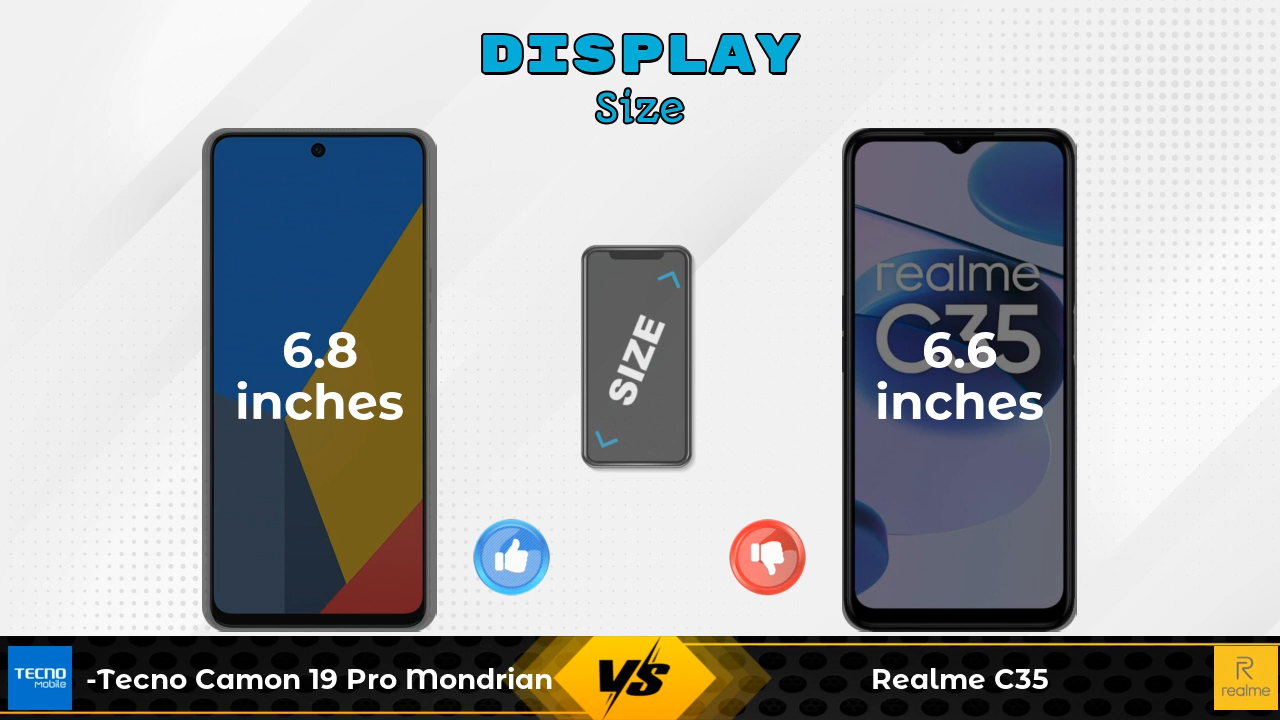 DISPLAY
Size
realme
C35
6.8
inches
SIZE
6.6
inches
TECNO
Mobile
-Tecno Camon 19 Pro Mondrian
VS
Realme C35
R
realme